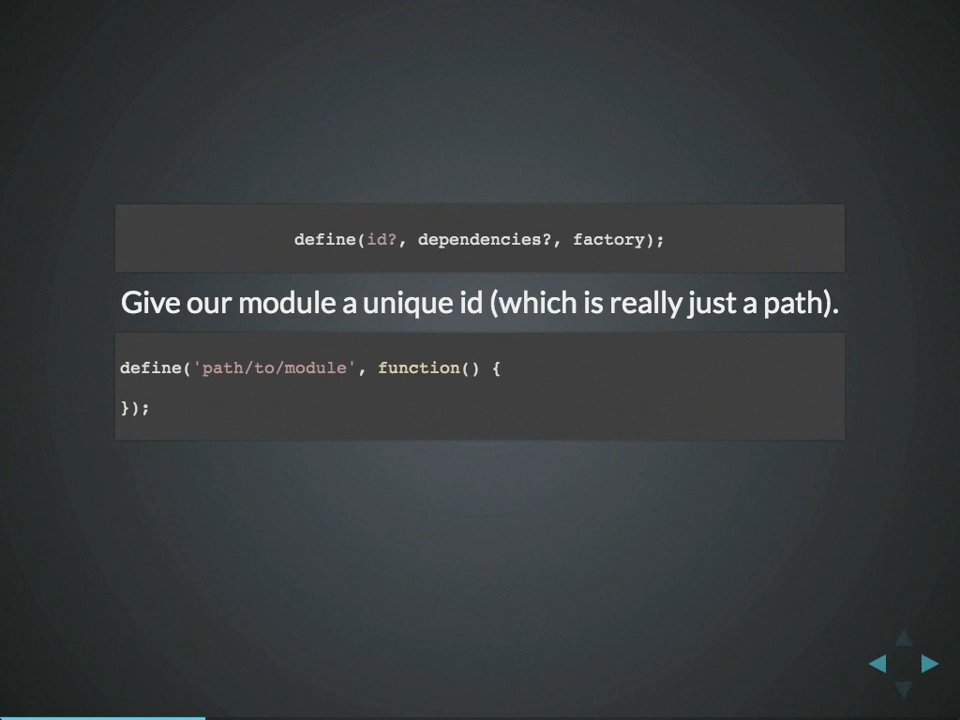 define(id?, dependencies?, factory);
Give our module a unique id (which is really just a path).
define('path/to/module', function() {
});